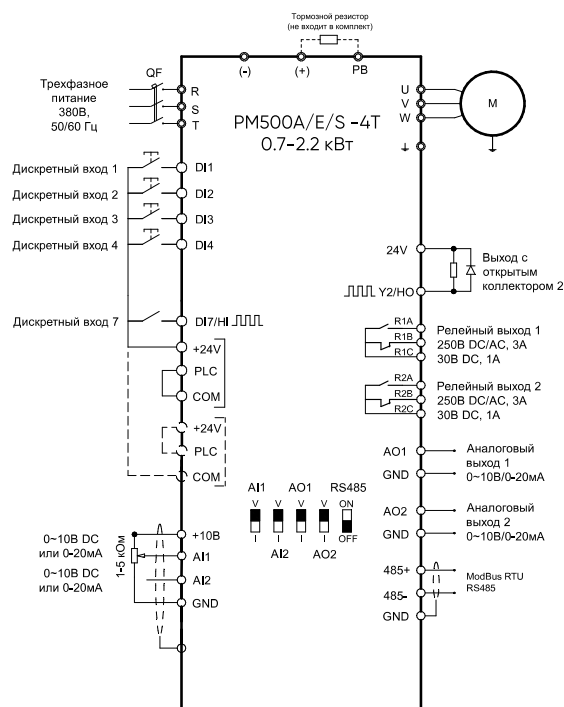 Тормозной резистор
(не входит в комплект)
(-)
(+)
PB
QF
Трехфазное
питание
380В,
50/60 Гц
R
S
T
U
V
W
M
PM500A/E/S -4T
0.7-2.2 кВт
Дискретный вход 1
DI1
Дискретный вход 2
DI2
Дискретный вход 3
DI3
Дискретный вход 4
DI4
24V
Выход с
открытым
коллектором 2
Y2/HO
Дискретный вход 7
DI7/HI
+24V
PLC
COM
R1A
R1B
R1C
Релейный выход 1
250В DC/AC, 3A
30В DC, 1A
R2A
R2B
R2C
Релейный выход 2
250В DC/AC, 3A
30В DC, 1A
+24V
PLC
COM
AO1
GND
Аналоговый
выход 1
0~10В/0-20мА
AO2
GND
Аналоговый
выход 2
0~10В/0-20мА
AI1
AO1
RS485
V
V
V
V
ON
I
I
I
I
OFF
AI2
AO2
0~10В DC
или 0-20мА
0~10В DC
или 0-20мА
1-5 кОм
+10В
AI1
AI2
GND
485+
485-
GND
ModBus RTU
RS485